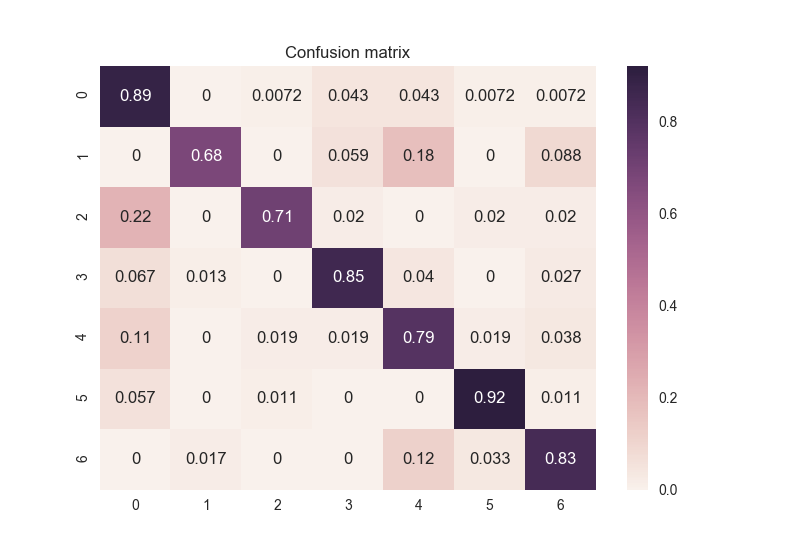 Confusion matrix
0 0.89 0 0.0072 0.043 0.043 0.0072 0.0072
1 0 0.68 0 0.059 0.18 0 0.088
2 0.22 0 0.71 0.02 0 0.02 0.02
3 0.067 0.013 0 0.85 0.04 0 0.027
4 0.11 0 0.019 0.019 0.79 0.019 0.038
5 0.057 0 0.011 0 0 0.92 0.011
6 0 0.017 0 0 0.12 0.033 0.83
0 1 2 3 4 5 6
0.8
0.6
0.4
0.2
0.0